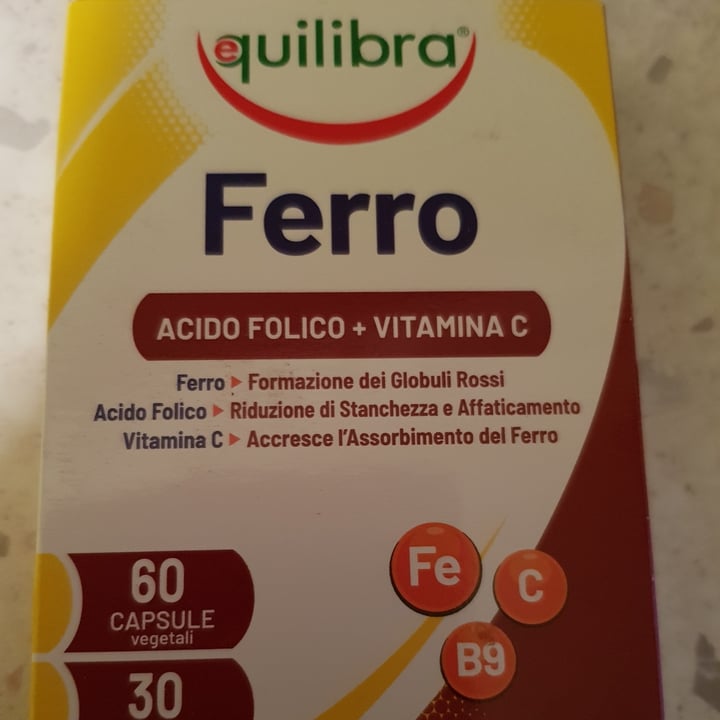 equilibra®
Ferro
ACIDO FOLICO + VITAMINA C
Ferro ▸ Formazione dei Globuli Rossi
Acido Folico ▸ Riduzione di Stanchezza e Affaticamento
Vitamina C ▸ Accresce l'Assorbimento del Ferro
Fe
C
B9
60
CAPSULE
vegetali
30